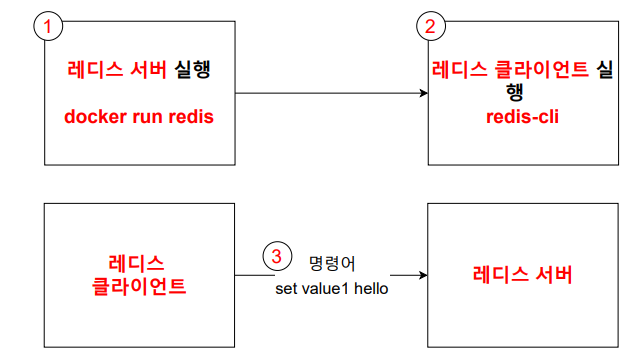 1
레디스 서버 실행
docker run redis
2
레디스 클라이언트 실
행
redis-cli
레디스
클라이언트
3
명령어
set value1 hello
레디스 서버